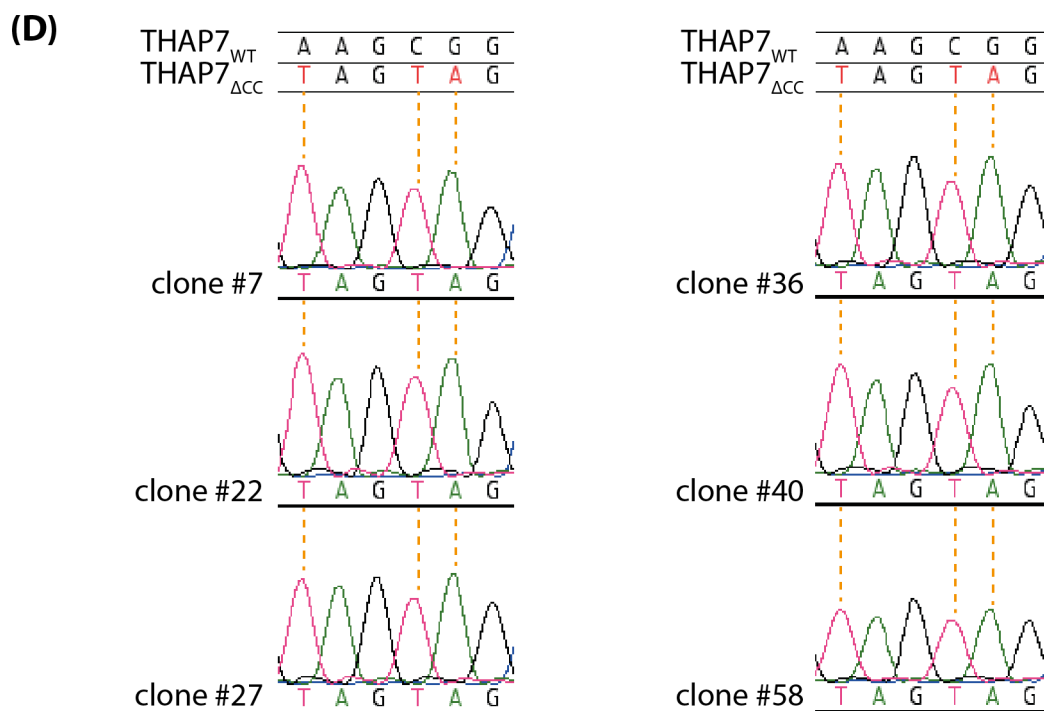 (D)
THAP7WT A A G C G G
THAP7ΔCC T A G T A G
clone #7 T A G T A G
clone #22 T A G T A G
clone #27 T A G T A G
THAP7WT A A G C G G
THAP7ΔCC T A G T A G
clone #36 T A G T A G
clone #40 T A G T A G
clone #58 T A G T A G